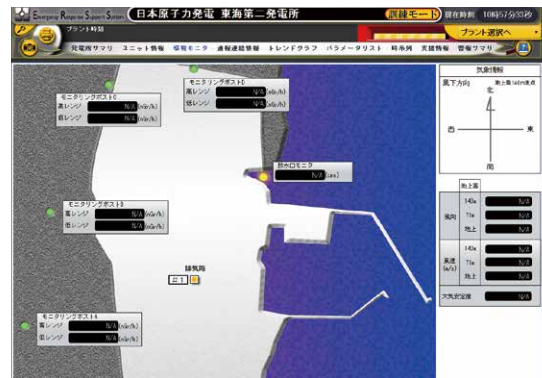 Emergency Response Support System
日本原子力発電 東海第二発電所
訓練モード 現在時刻 10時57分33秒
プラント時刻
プラント選択へ
発電所サマリ ユニット情報 環境モニタ 通報連絡情報 トレンドグラフ パラメータリスト 時系列 支援情報 警報サマリ
モニタリングポストC
高レンジ N/A (nGy/h)
低レンジ N/A (nGy/h)
モニタリングポストD
高レンジ N/A (nGy/h)
低レンジ N/A (nGy/h)
放水口モニタ
N/A (cpm)
モニタリングポストB
高レンジ N/A (nGy/h)
低レンジ N/A (nGy/h)
排気筒
モニタリングポストA
高レンジ N/A (nGy/h)
低レンジ N/A (nGy/h)
気象情報
風下方向
北
西 東
南
地上高
風向
140m N/A
71m N/A
地上 N/A
風速
(m/s)
140m N/A
71m N/A
地上 N/A
大気安定度 N/A